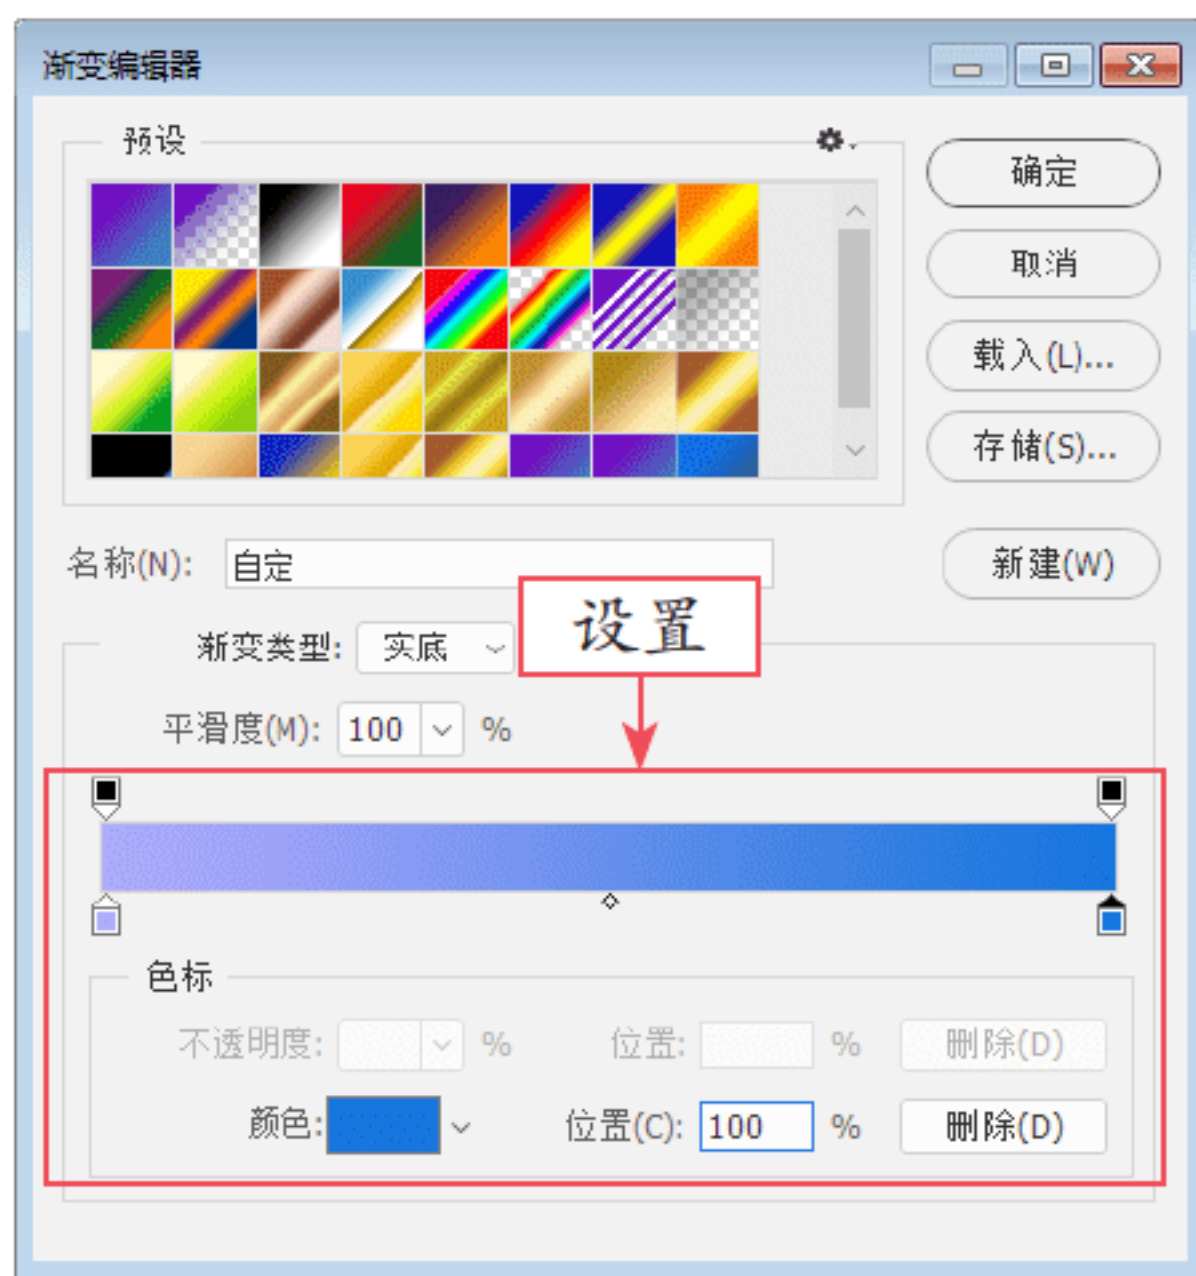 渐变编辑器
预设
确定
取消
载入(L)...
存储(S)...
名称(N): 自定
新建(W)
设置
渐变类型: 实底
平滑度(M): 100 %
色标
不透明度: % 位置: % 删除(D)
颜色: 位置(C): 100 % 删除(D)